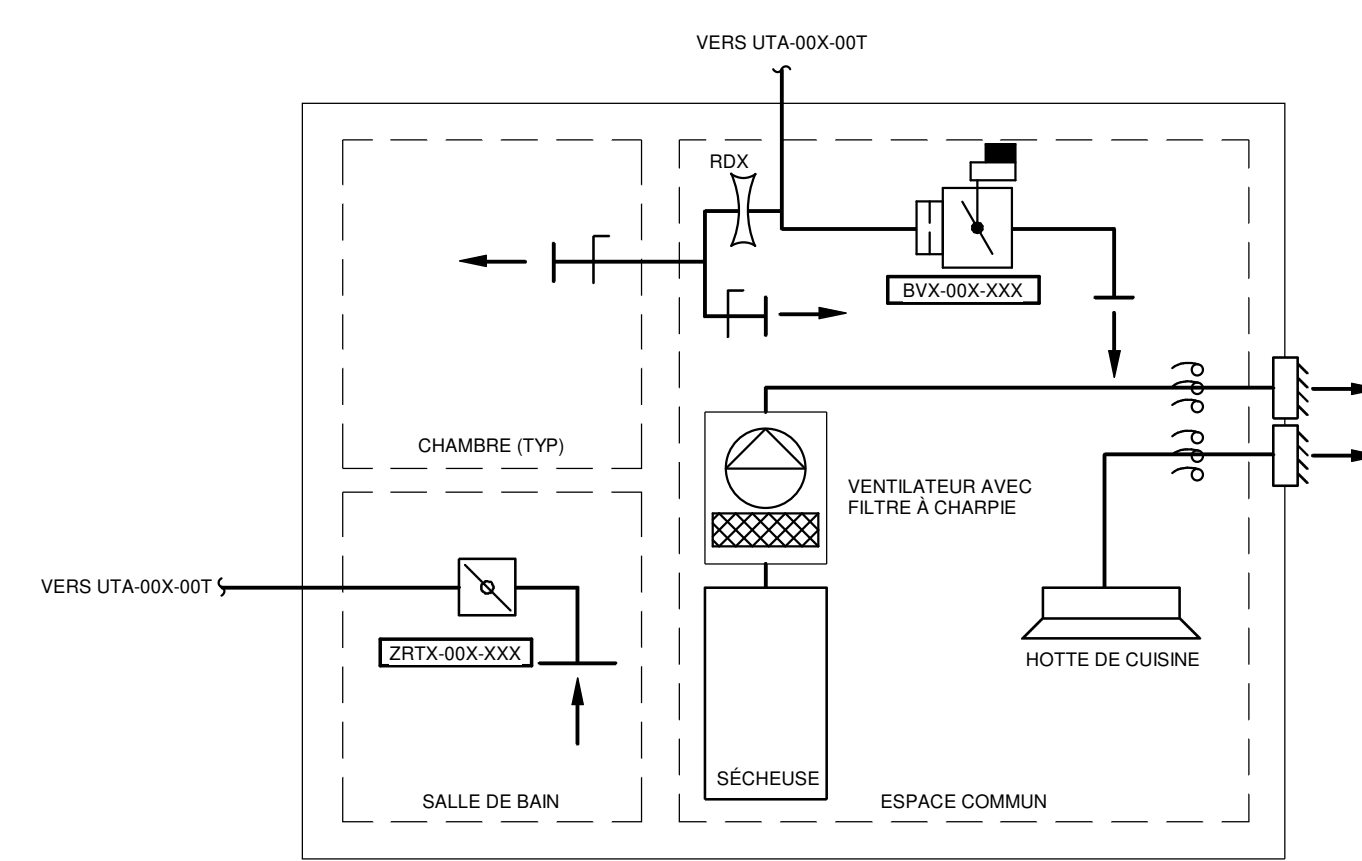 VERS UTA-00X-00T
RDX
BVX-00X-XXX
CHAMBRE (TYP)
VENTILATEUR AVEC
FILTRE À CHARPIE
VERS UTA-00X-00T
ZRTX-00X-XXX
HOTTE DE CUISINE
SÉCHEUSE
SALLE DE BAIN
ESPACE COMMUN